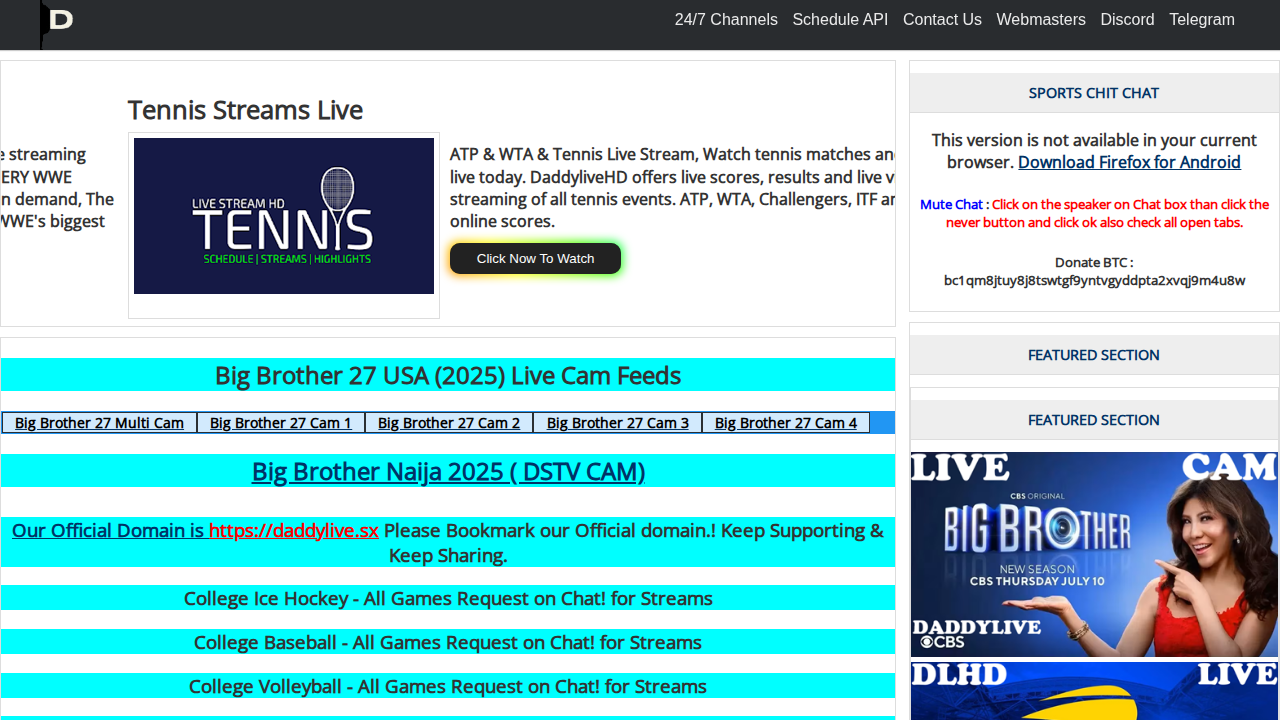 D
24/7 Channels Schedule API Contact Us Webmasters Discord Telegram
Tennis Streams Live
streaming
ERY WWE
n demand, The
WWE's biggest
LIVE STREAM HD
TENNIS
SCHEDULE | STREAMS | HIGHLIGHTS
ATP & WTA & Tennis Live Stream, Watch tennis matches an
live today. DaddyliveHD offers live scores, results and live v
streaming of all tennis events. ATP, WTA, Challengers, ITF ar
online scores.
Click Now To Watch
Big Brother 27 USA (2025) Live Cam Feeds
Big Brother 27 Multi Cam Big Brother 27 Cam 1 Big Brother 27 Cam 2 Big Brother 27 Cam 3 Big Brother 27 Cam 4
Big Brother Naija 2025 ( DSTV CAM)
Our Official Domain is https://daddylive.sx Please Bookmark our Official domain.! Keep Supporting &
Keep Sharing.
College Ice Hockey - All Games Request on Chat! for Streams
College Baseball - All Games Request on Chat! for Streams
College Volleyball - All Games Request on Chat! for Streams
SPORTS CHIT CHAT
This version is not available in your current
browser. Download Firefox for Android
Mute Chat : Click on the speaker on Chat box than click the
never button and click ok also check all open tabs.
Donate BTC :
bc1qm8jtuy8j8tswtgf9yntvgyddpta2xvqj9m4u8w
FEATURED SECTION
FEATURED SECTION
LIVE CAM
CBS ORIGINAL
BIG BROTHER
NEW SEASON
CBS THURSDAY JULY 10
DADDYLIVE
CBS
DLHD LIVE